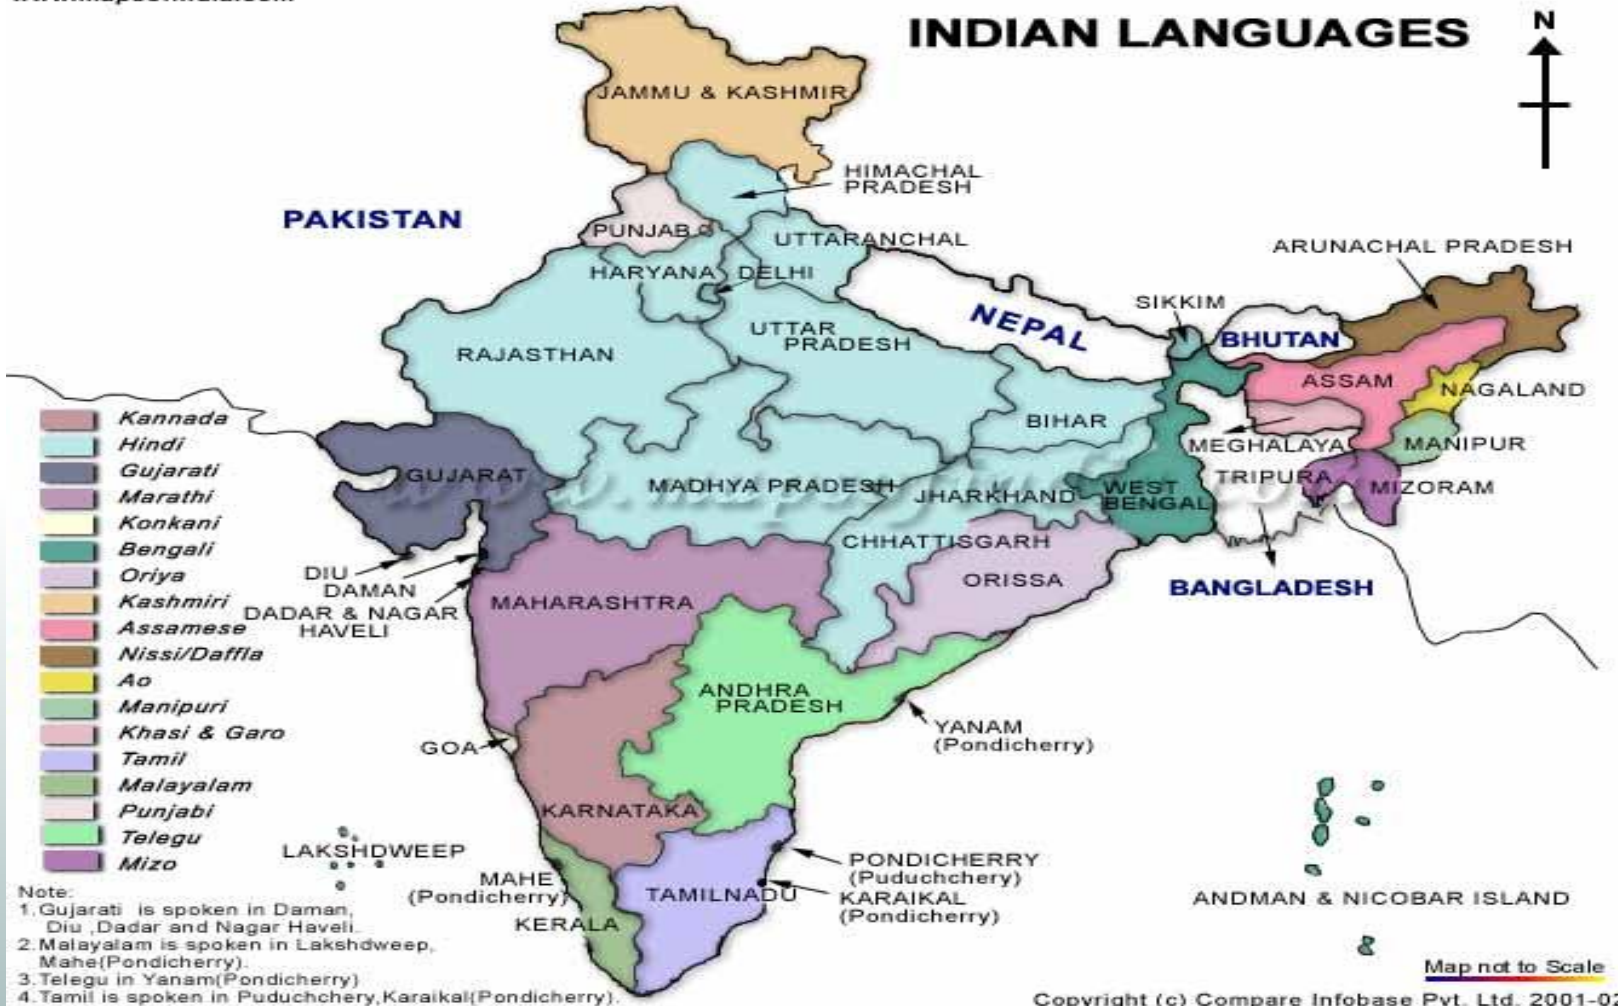 INDIAN LANGUAGES
N
JAMMU & KASHMIR
HIMACHAL
PRADESH
PAKISTAN
PUNJAB
UTTARANCHAL
ARUNACHAL PRADESH
HARYANA
DELHI
SIKKIM
NEPAL
BHUTAN
UTTAR
PRADESH
RAJASTHAN
ASSAM
NAGALAND
BIHAR
MEGHALAYA
MANIPUR
GUJARAT
MADHYA PRADESH
JHARKHAND
WEST
BENGAL
TRIPURA
MIZORAM
CHHATTISGARH
ORISSA
BANGLADESH
DIU
DAMAN
DADAR & NAGAR
HAVELI
MAHARASHTRA
ANDHRA
PRADESH
YANAM
(Pondicherry)
GOA
KARNATAKA
LAKSHDWEEP
MAHE
(Pondicherry)
KERALA
TAMILNADU
PONDICHERRY
(Puduchchery)
KARAIKAL
(Pondicherry)
ANDMAN & NICOBAR ISLAND
Kannada
Hindi
Gujarati
Marathi
Konkani
Bengali
Oriya
Kashmiri
Assamese
Nissi/Daffla
Ao
Manipuri
Khasi & Garo
Tamil
Malayalam
Punjabi
Telegu
Mizo
Note:
1.Gujarati is spoken in Daman,
Diu ,Dadar and Nagar Haveli.
2.Malayalam is spoken in Lakshdweep,
Mahe(Pondicherry).
3.Telegu in Yanam(Pondicherry)
4.Tamil is spoken in Puduchchery,Karaikal(Pondicherry).
Map not to Scale
Copyright (c) Compare Infobase Pvt. Ltd. 2001-02